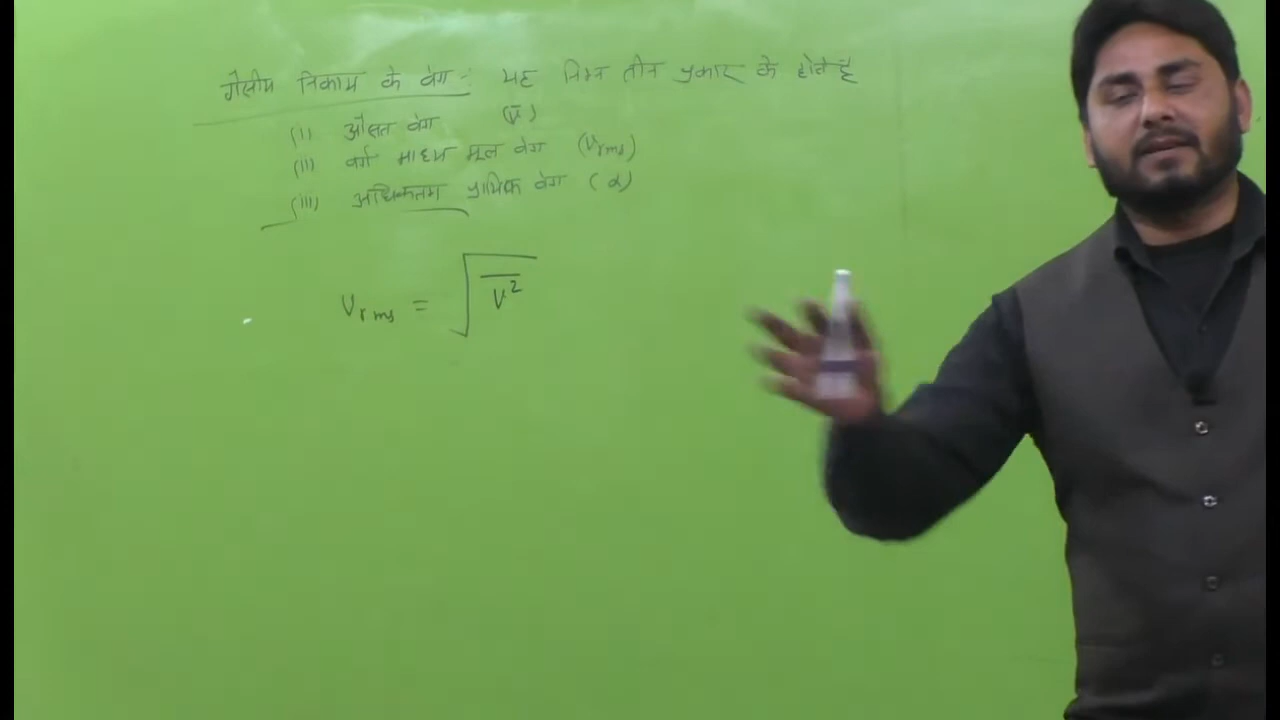 गैसीय निकाय के वेग :- यह निम्न तीन प्रकार के होते है
(i) औसत वेग (v̄)
(ii) वर्ग माध्य मूल वेग (Vrms)
(iii) अधिकतम प्रायिक वेग (α)
Vrms = √(v̄²)